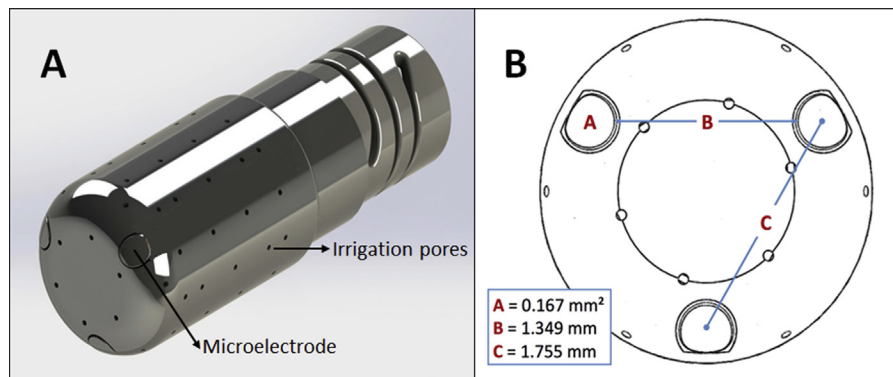 A
Irrigation pores
Microelectrode
B
A
B
C
A = 0.167 mm²
B = 1.349 mm
C = 1.755 mm